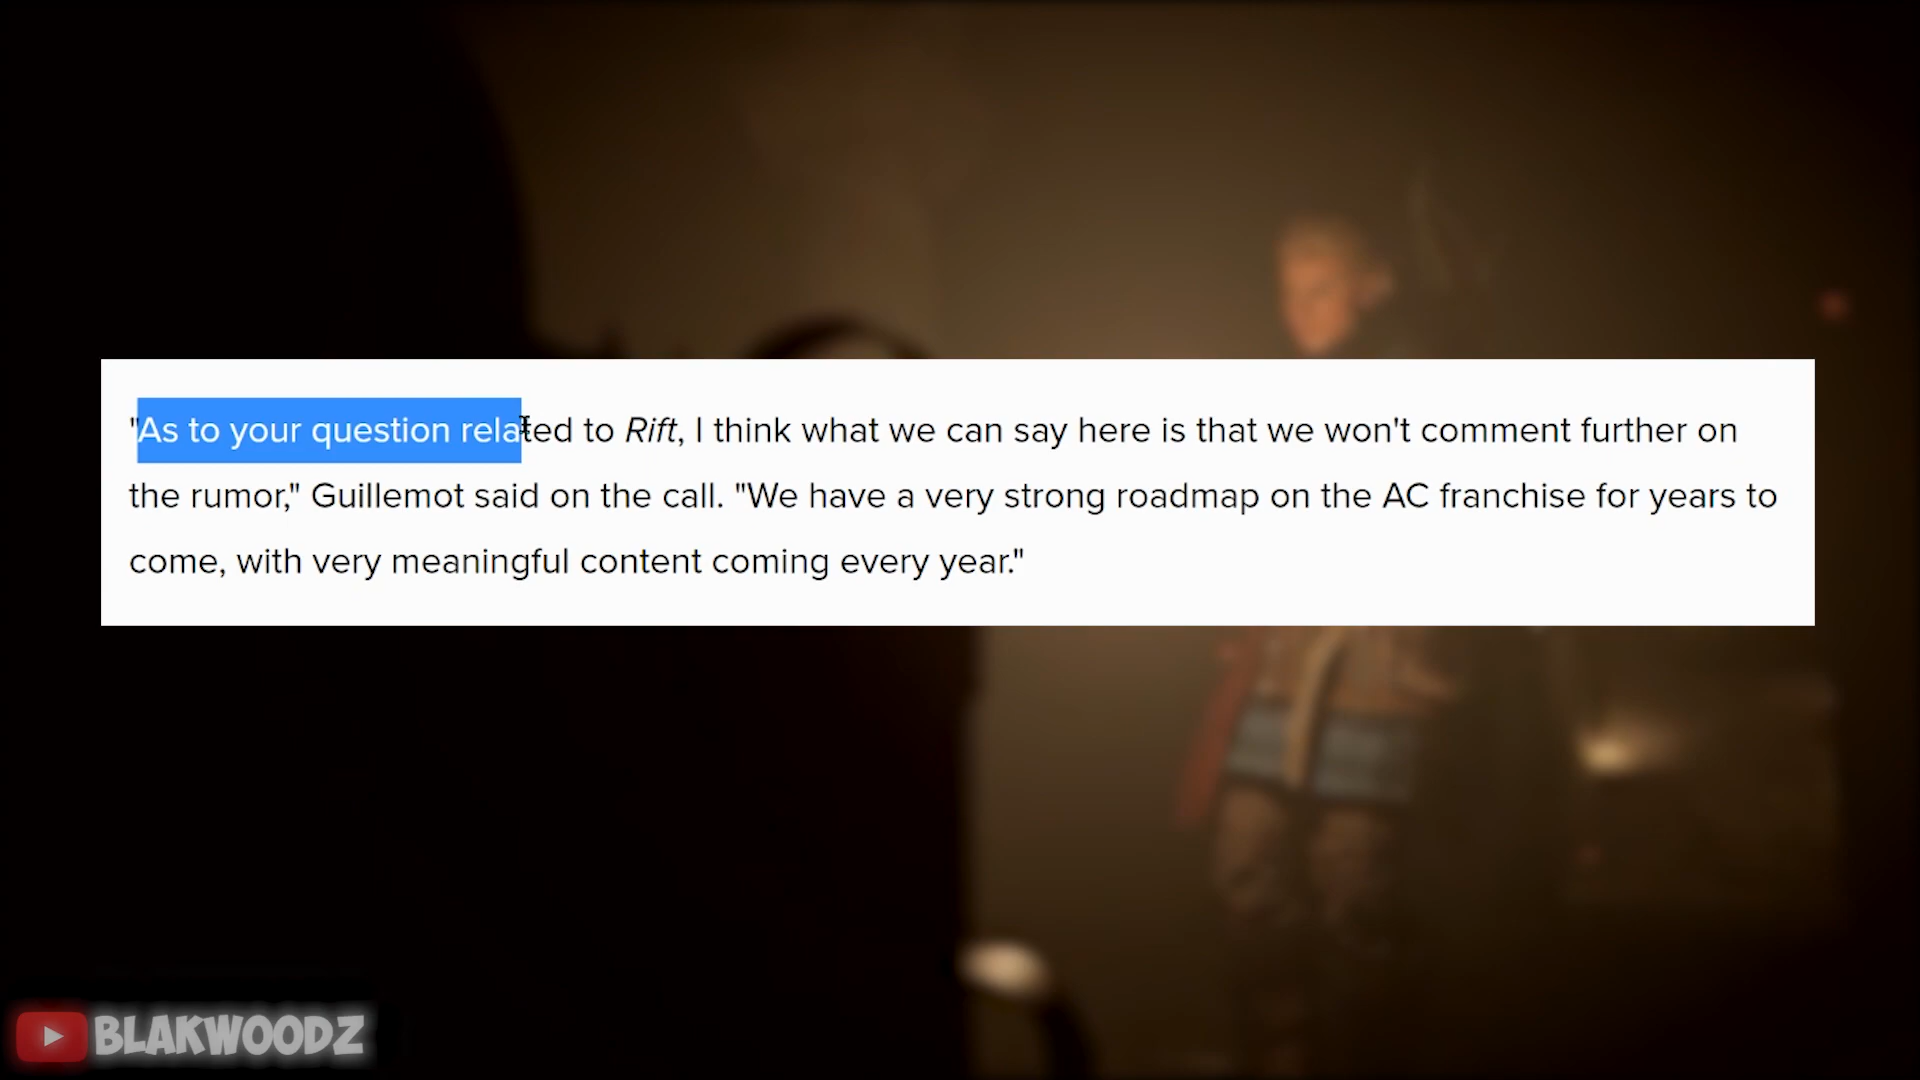 "As to your question related to Rift, I think what we can say here is that we won't comment further on
the rumor," Guillemot said on the call. "We have a very strong roadmap on the AC franchise for years to
come, with very meaningful content coming every year."
BLAKWOODZ